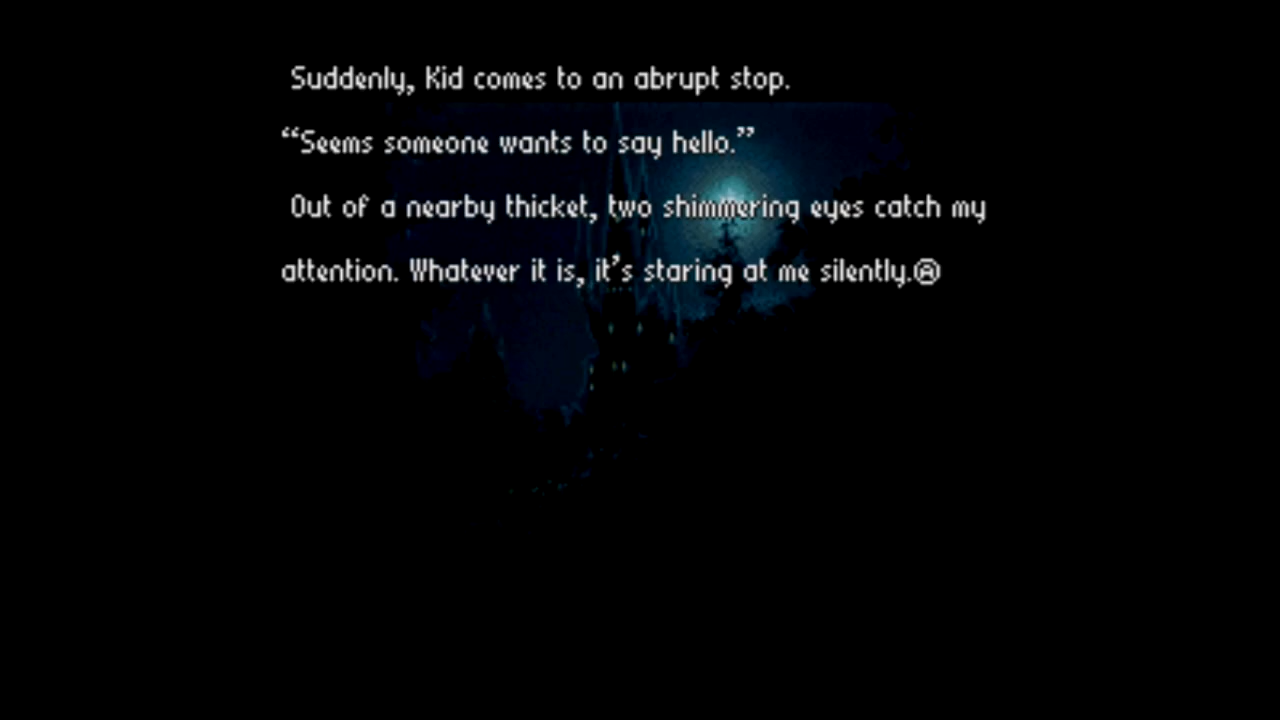 Suddenly, Kid comes to an abrupt stop.
“Seems someone wants to say hello.”
Out of a nearby thicket, two shimmering eyes catch my
attention. Whatever it is, it’s staring at me silently.